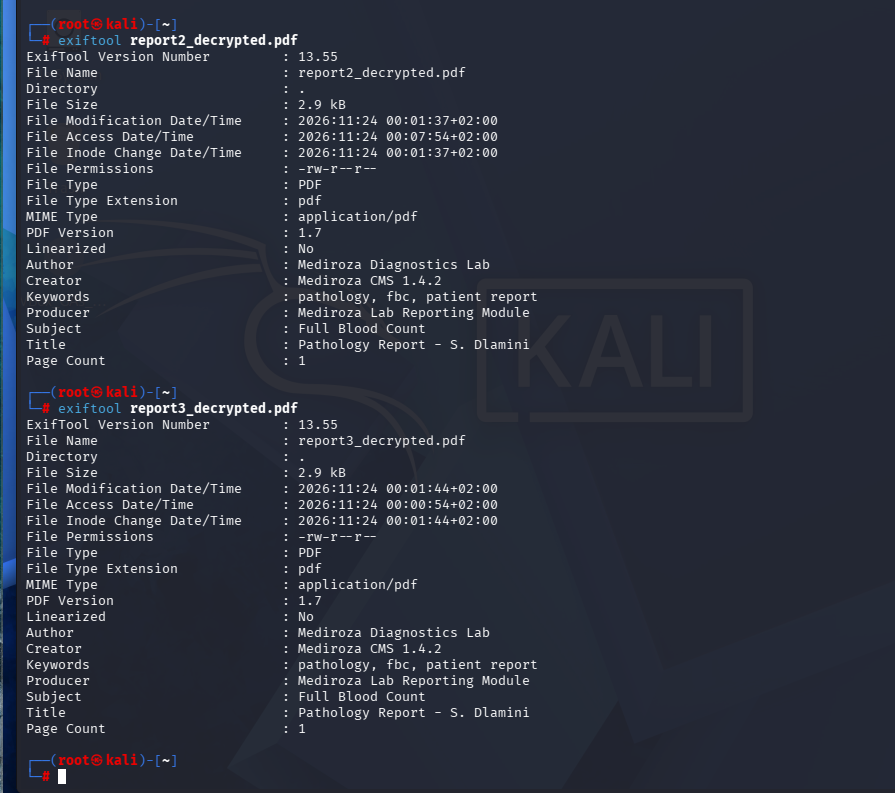 ┌──(root㉿kali)-[~]
└─# exiftool report2_decrypted.pdf
ExifTool Version Number         : 13.55
File Name                       : report2_decrypted.pdf
Directory                       : .
File Size                       : 2.9 kB
File Modification Date/Time     : 2026:11:24 00:01:37+02:00
File Access Date/Time           : 2026:11:24 00:07:54+02:00
File Inode Change Date/Time     : 2026:11:24 00:01:37+02:00
File Permissions                : -rw-r--r--
File Type                       : PDF
File Type Extension             : pdf
MIME Type                       : application/pdf
PDF Version                     : 1.7
Linearized                      : No
Author                          : Mediroza Diagnostics Lab
Creator                         : Mediroza CMS 1.4.2
Keywords                        : pathology, fbc, patient report
Producer                        : Mediroza Lab Reporting Module
Subject                         : Full Blood Count
Title                           : Pathology Report - S. Dlamini
Page Count                      : 1
KALI
┌──(root㉿kali)-[~]
└─# exiftool report3_decrypted.pdf
ExifTool Version Number         : 13.55
File Name                       : report3_decrypted.pdf
Directory                       : .
File Size                       : 2.9 kB
File Modification Date/Time     : 2026:11:24 00:01:44+02:00
File Access Date/Time           : 2026:11:24 00:00:54+02:00
File Inode Change Date/Time     : 2026:11:24 00:01:44+02:00
File Permissions                : -rw-r--r--
File Type                       : PDF
File Type Extension             : pdf
MIME Type                       : application/pdf
PDF Version                     : 1.7
Linearized                      : No
Author                          : Mediroza Diagnostics Lab
Creator                         : Mediroza CMS 1.4.2
Keywords                        : pathology, fbc, patient report
Producer                        : Mediroza Lab Reporting Module
Subject                         : Full Blood Count
Title                           : Pathology Report - S. Dlamini
Page Count                      : 1
┌──(root㉿kali)-[~]
└─#